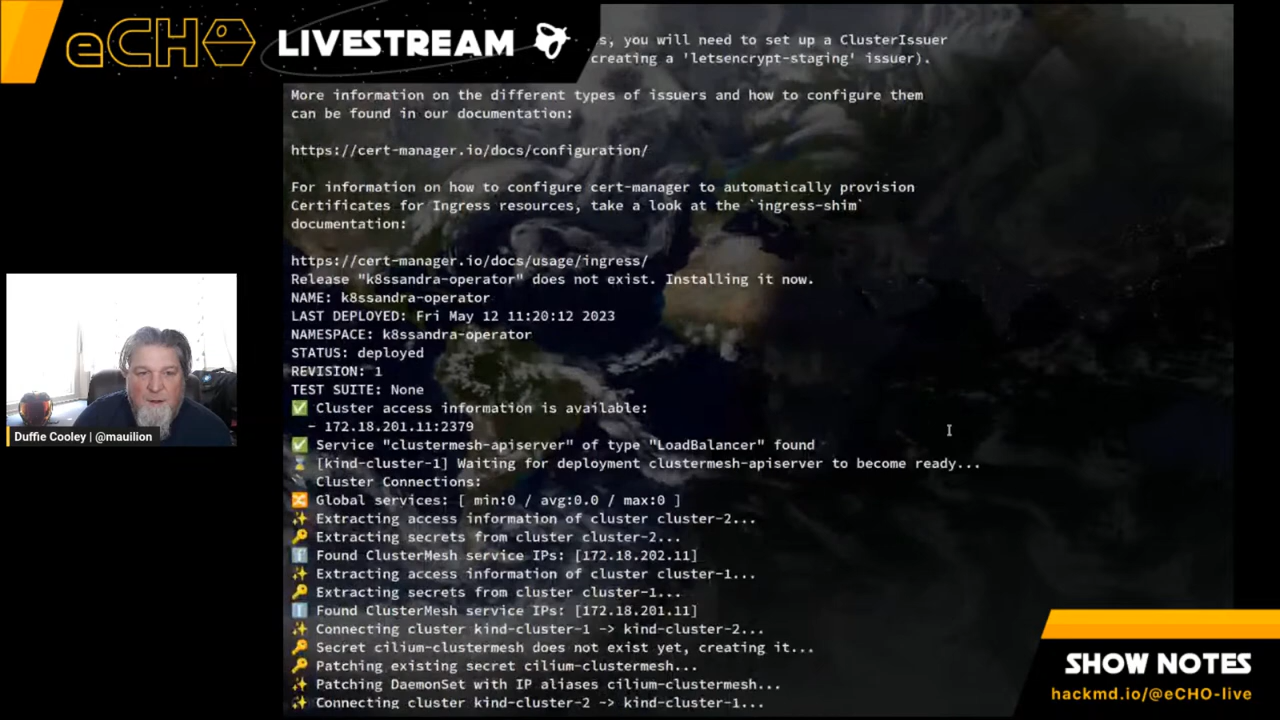 eCHO LIVESTREAM
s, you will need to set up a ClusterIssuer
creating a 'letsencrypt-staging' issuer).
More information on the different types of issuers and how to configure them
can be found in our documentation:
https://cert-manager.io/docs/configuration/
For information on how to configure cert-manager to automatically provision
Certificates for Ingress resources, take a look at the `ingress-shim`
documentation:
https://cert-manager.io/docs/usage/ingress/
Release "k8ssandra-operator" does not exist. Installing it now.
NAME: k8ssandra-operator
LAST DEPLOYED: Fri May 12 11:20:12 2023
NAMESPACE: k8ssandra-operator
STATUS: deployed
REVISION: 1
TEST SUITE: None
✅ Cluster access information is available:
- 172.18.201.11:2379
✅ Service "clustermesh-apiserver" of type "LoadBalancer" found
⌛ [kind-cluster-1] Waiting for deployment clustermesh-apiserver to become ready...
🔌 Cluster Connections:
🔀 Global services: [ min:0 / avg:0.0 / max:0 ]
✨ Extracting access information of cluster cluster-2...
🔑 Extracting secrets from cluster cluster-2...
ℹ️ Found ClusterMesh service IPs: [172.18.202.11]
✨ Extracting access information of cluster cluster-1...
🔑 Extracting secrets from cluster cluster-1...
ℹ️ Found ClusterMesh service IPs: [172.18.201.11]
✨ Connecting cluster kind-cluster-1 -> kind-cluster-2...
🔑 Secret cilium-clustermesh does not exist yet, creating it...
🔑 Patching existing secret cilium-clustermesh...
✨ Patching DaemonSet with IP aliases cilium-clustermesh...
✨ Connecting cluster kind-cluster-2 -> kind-cluster-1...
Duffie Cooley | @mauilion
SHOW NOTES
hackmd.io/@eCHO-live